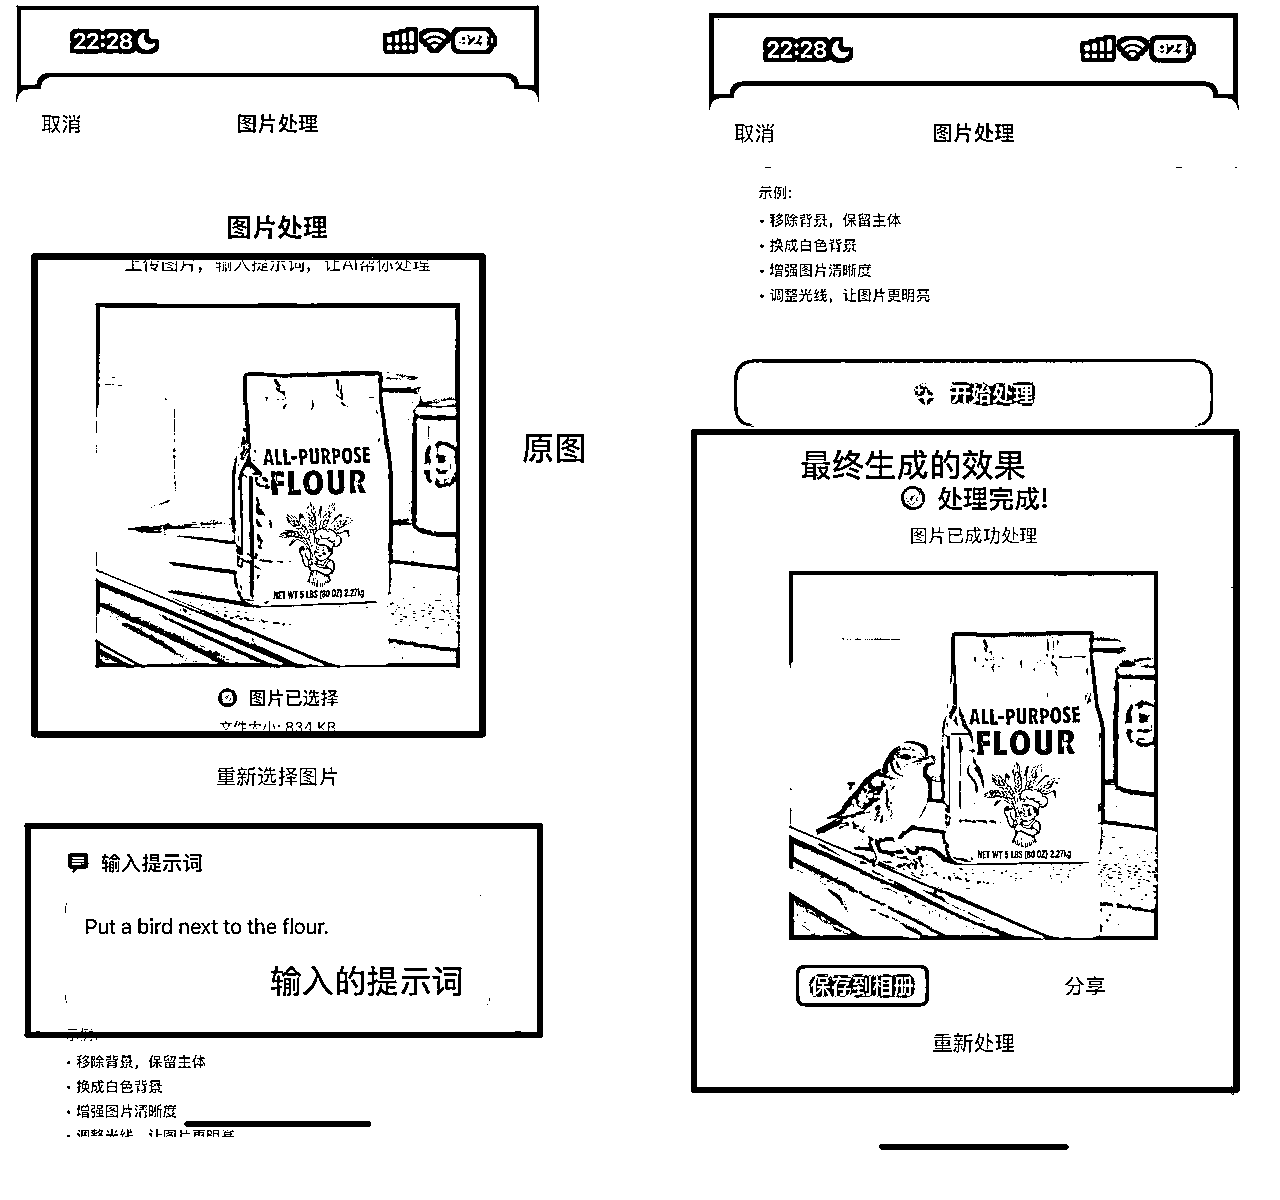 22:28
取消
图片处理
图片处理
上传图片，输入提示词，让AI帮你处理
ALL-PURPOSE
FLOUR
NET WT 5 LBS (80 OZ) 2.27kg
原图
图片已选择
文件大小: 834 KB
重新选择图片
输入提示词
Put a bird next to the flour.
输入的提示词
示例:
• 移除背景，保留主体
• 换成白色背景
• 增强图片清晰度
• 调整光线，让图片更明亮
22:28
取消
图片处理
示例:
• 移除背景，保留主体
• 换成白色背景
• 增强图片清晰度
• 调整光线，让图片更明亮
开始处理
最终生成的效果
处理完成!
图片已成功处理
ALL-PURPOSE
FLOUR
NET WT 5 LBS (80 OZ) 2.27kg
保存到相册
分享
重新处理